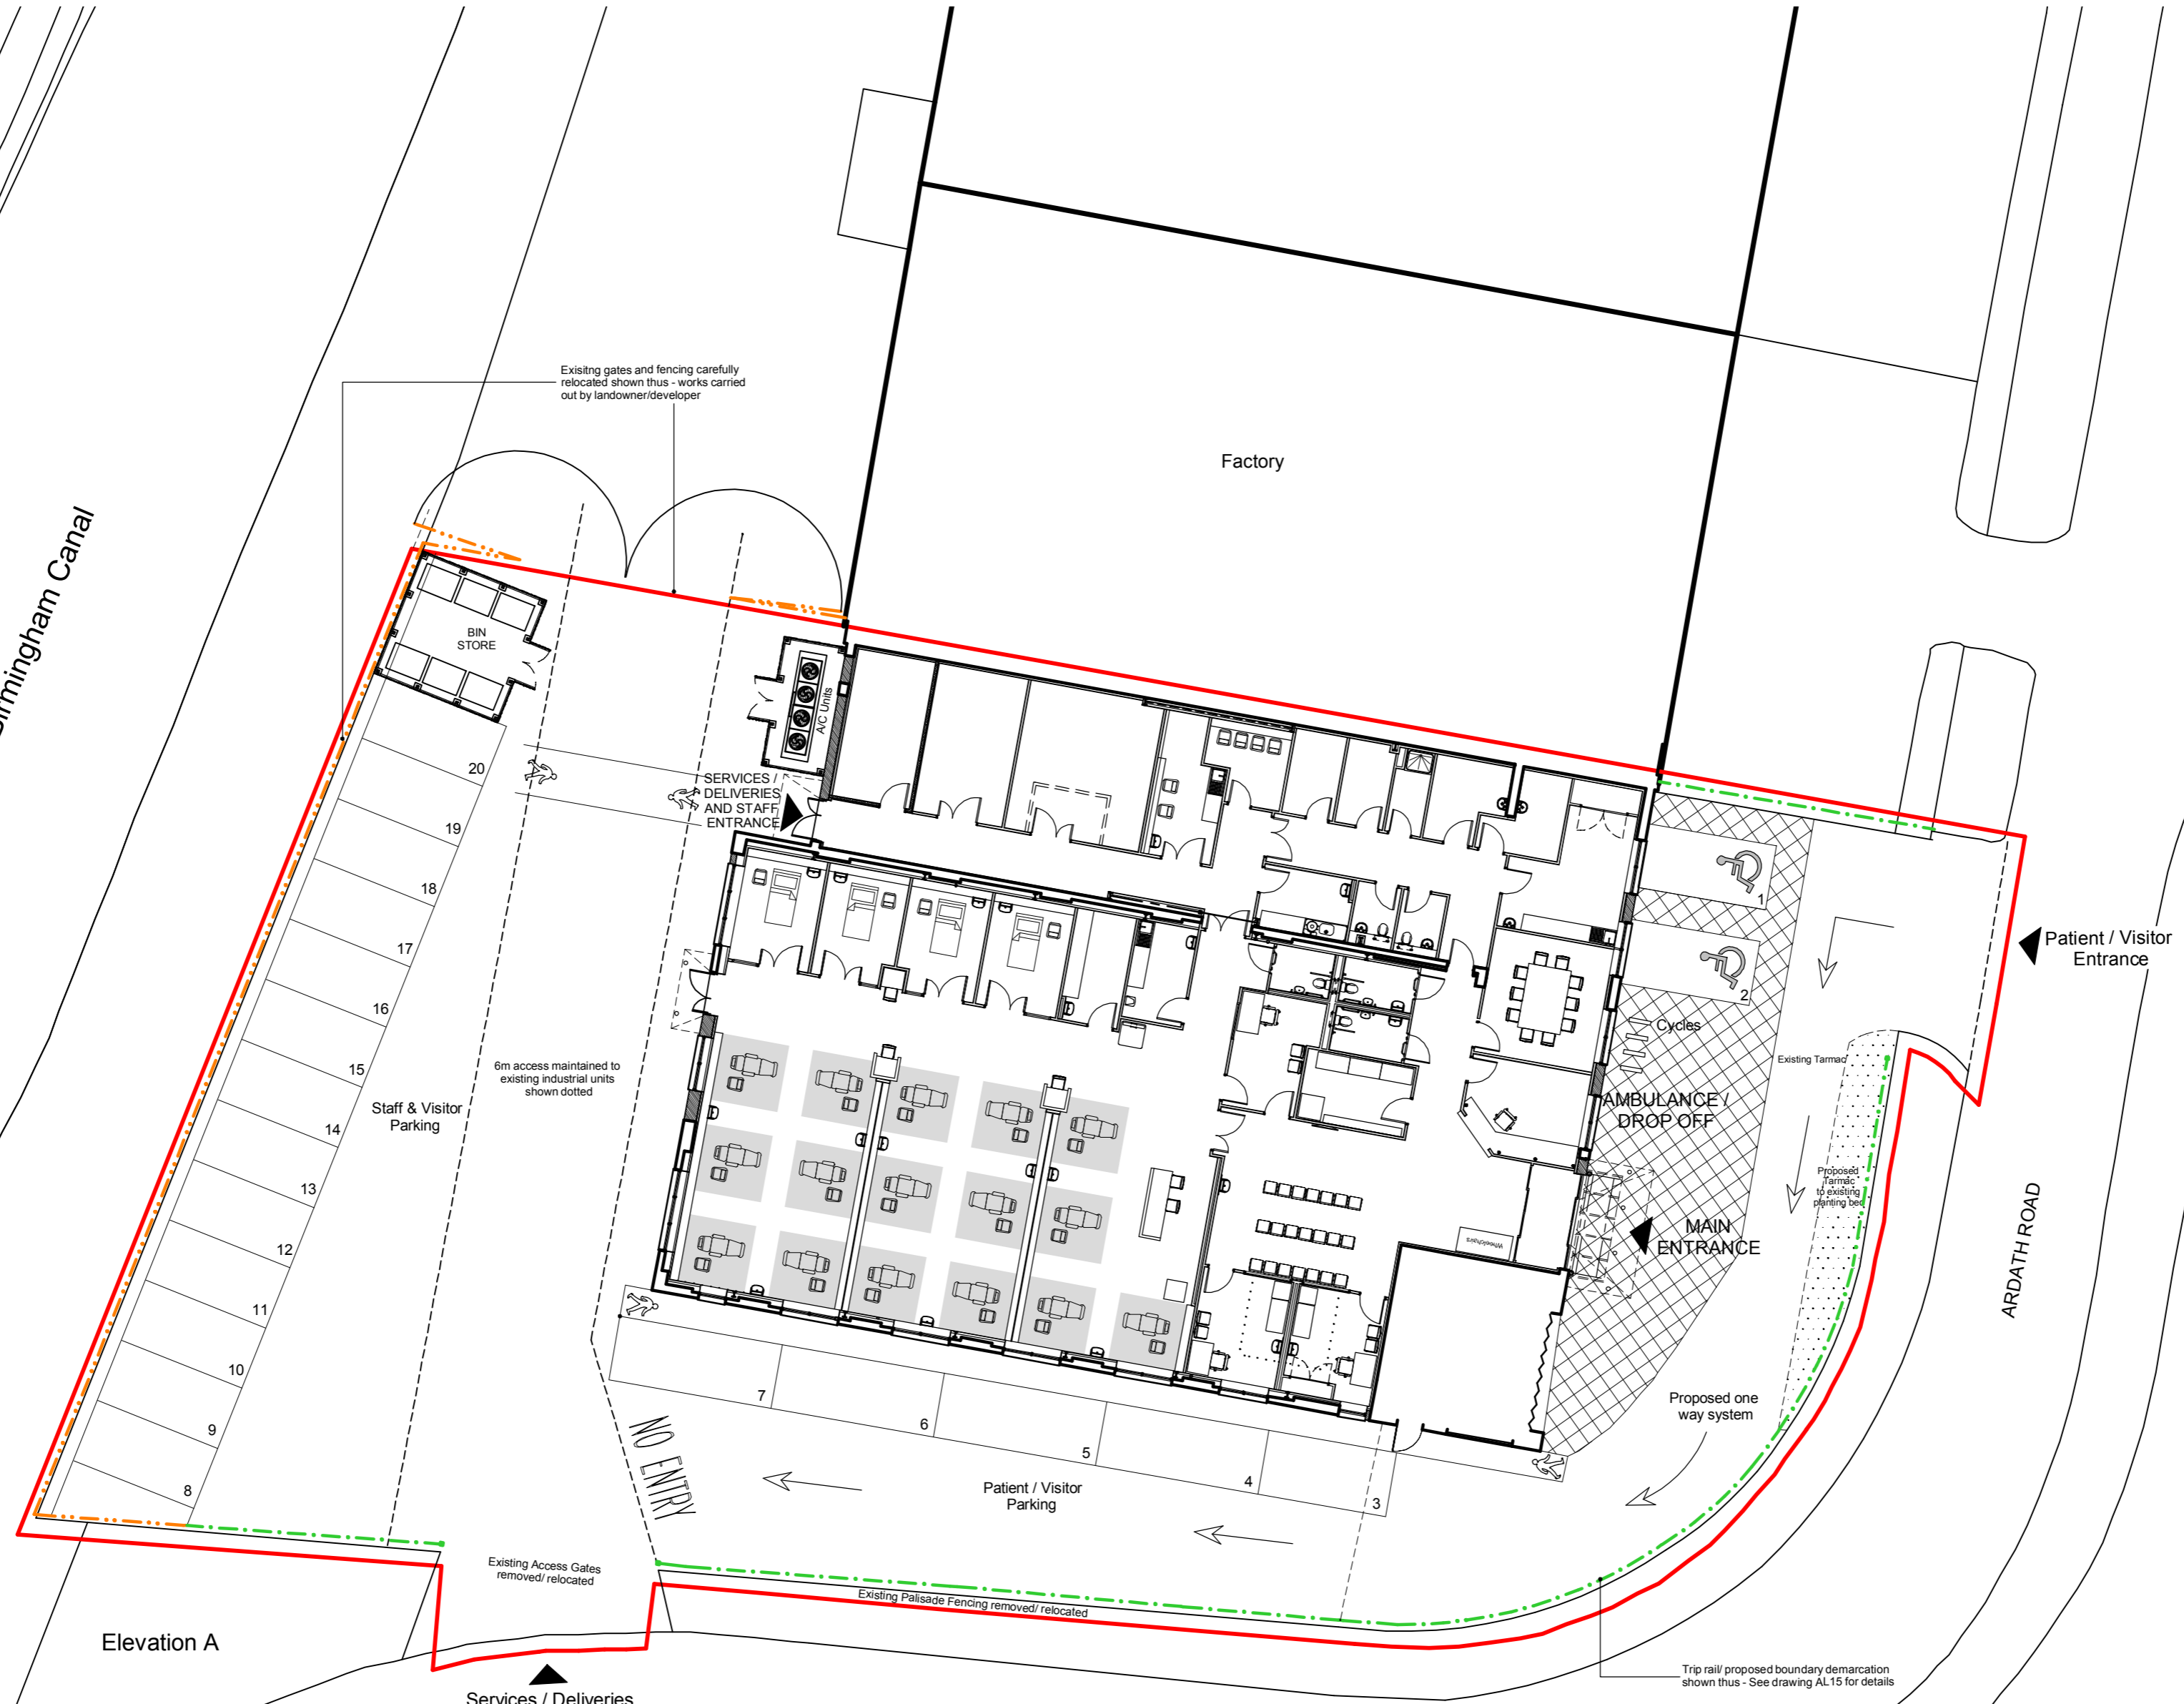 Exisitng gates and fencing carefully
relocated shown thus - works carried
out by landowner/developer
Factory
Birmingham Canal
BIN
STORE
A/C Units
SERVICES /
DELIVERIES
AND STAFF
ENTRANCE
20
19
18
17
16
15
14
13
12
11
10
9
8
Staff & Visitor
Parking
6m access maintained to
existing industrial units
shown dotted
1
2
Patient / Visitor
Entrance
Cycles
Existing Tarmac
AMBULANCE /
DROP OFF
Proposed
Tarmac
to existing
planting bed
MAIN
ENTRANCE
Wheelchairs
ARDATH ROAD
Proposed one
way system
7
6
5
4
3
NO ENTRY
Patient / Visitor
Parking
Existing Access Gates
removed/ relocated
Existing Palisade Fencing removed/ relocated
Elevation A
Services / Deliveries
Trip rail/ proposed boundary demarcation
shown thus - See drawing AL15 for details